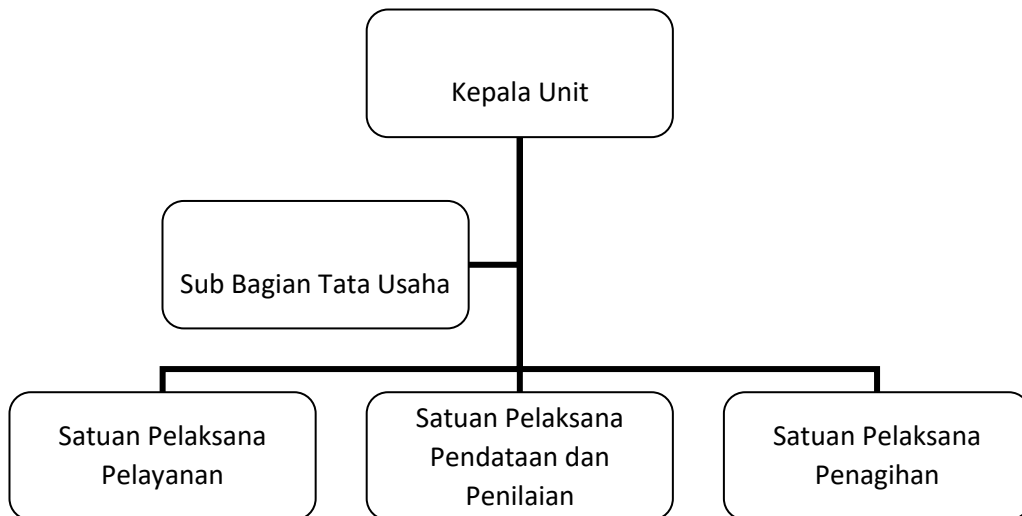 Kepala Unit
Sub Bagian Tata Usaha
Satuan Pelaksana
Pelayanan
Satuan Pelaksana
Pendataan dan
Penilaian
Satuan Pelaksana
Penagihan